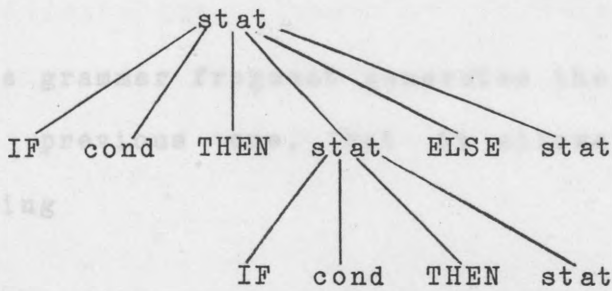 stat
IF cond THEN stat ELSE stat
IF cond THEN stat